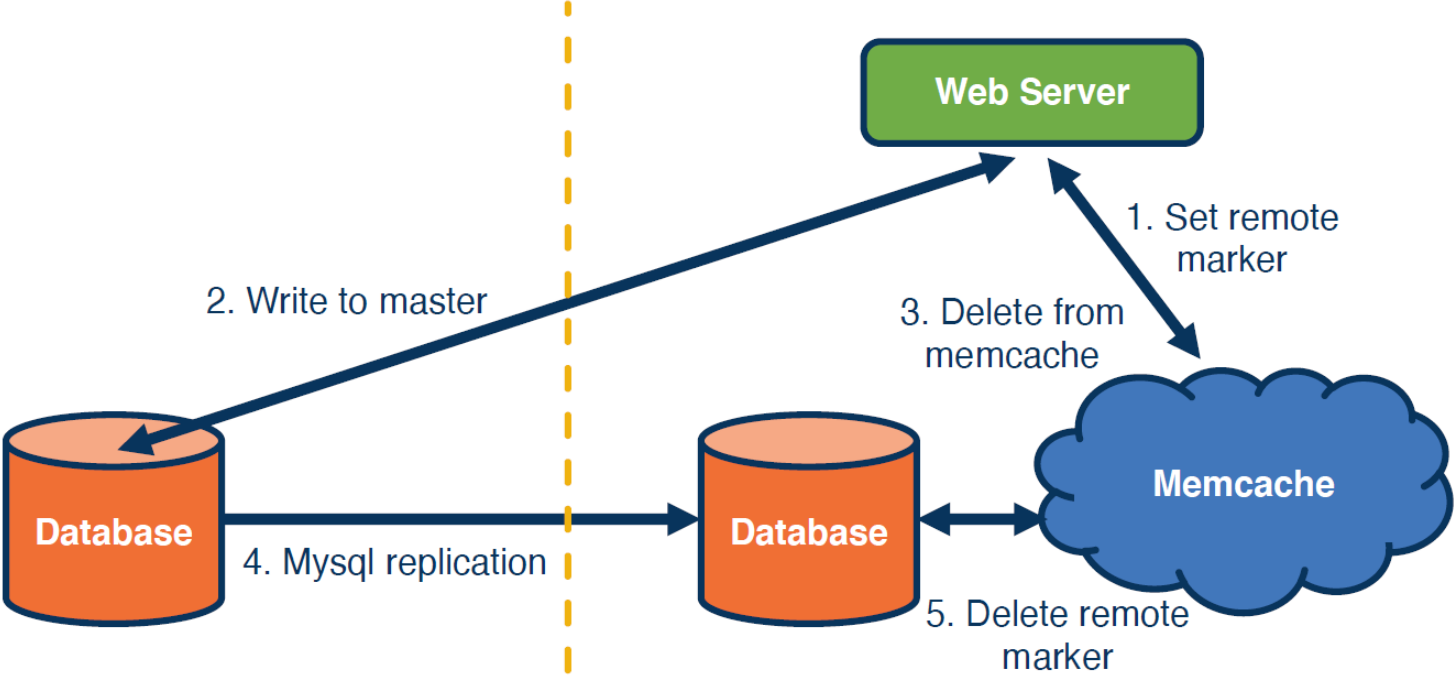 Web Server
1. Set remote
marker
2. Write to master
3. Delete from
memcache
Memcache
Database
Database
4. Mysql replication
5. Delete remote
marker